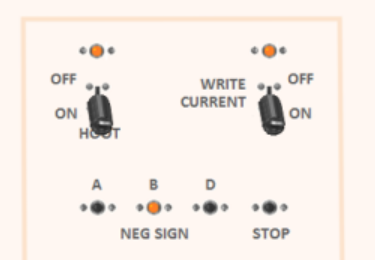 OFF
WRITE OFF
CURRENT
ON ON
HOOT
A B D
NEG SIGN STOP